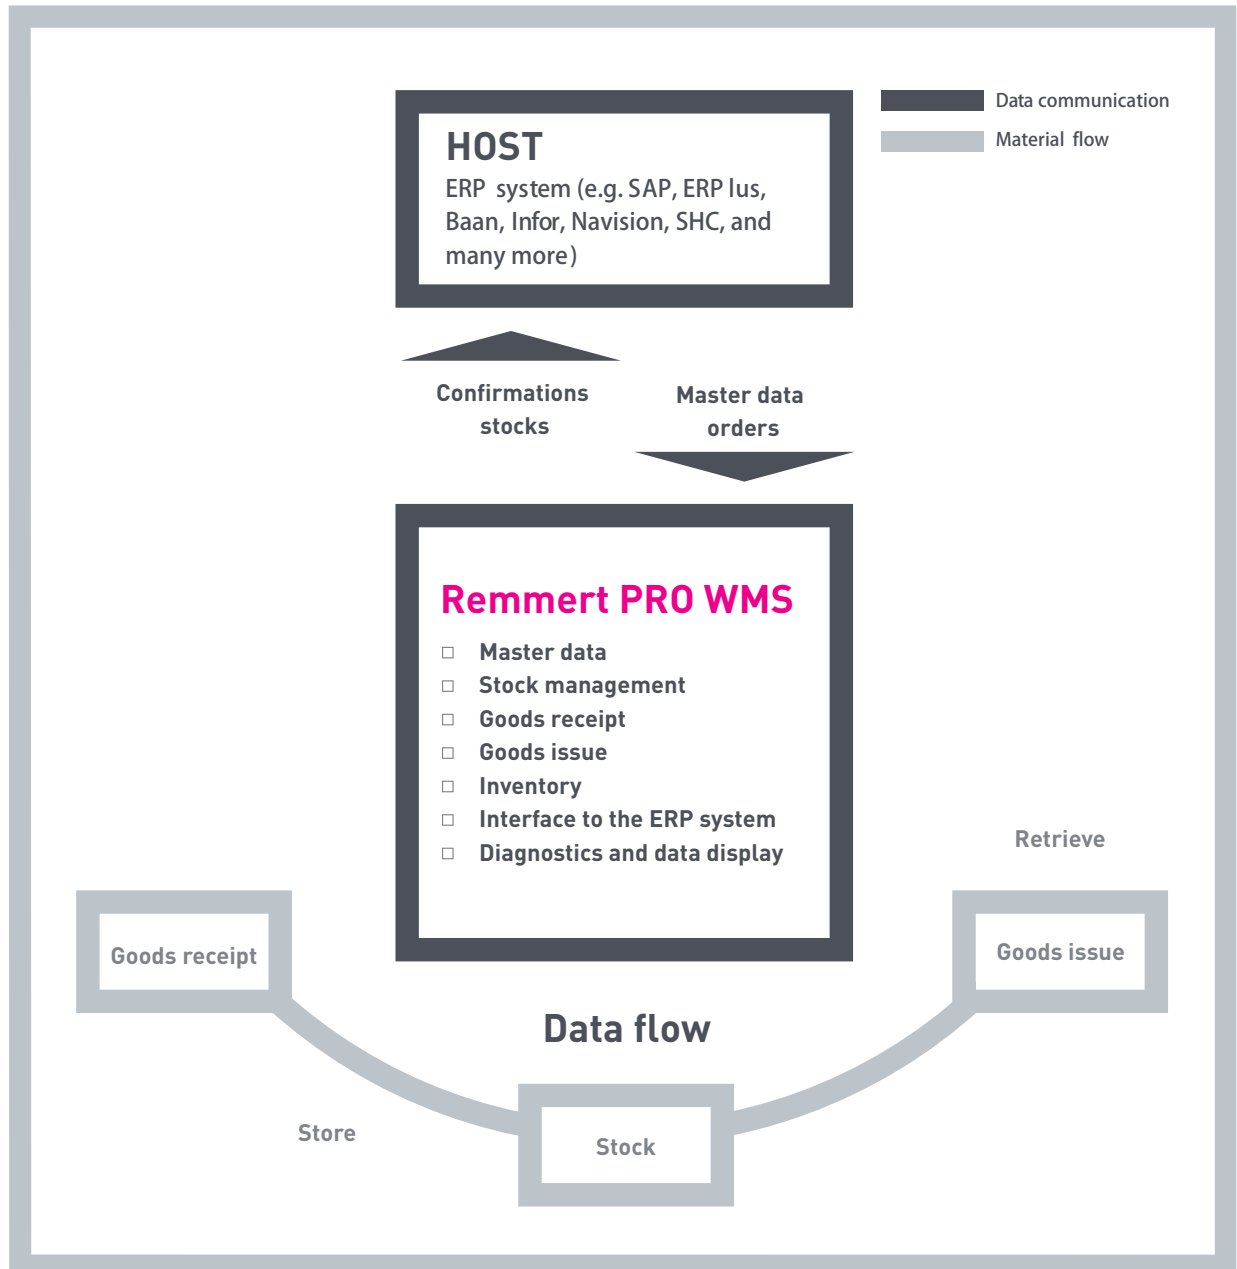 Data communication
Material flow
HOST
ERP system (e.g. SAP, ERP lus,
Baan, Infor, Navision, SHC, and
many more)
Confirmations
stocks
Master data
orders
Remmert PRO WMS
Master data
Stock management
Goods receipt
Goods issue
Inventory
Interface to the ERP system
Diagnostics and data display
Retrieve
Goods receipt
Goods issue
Data flow
Store
Stock